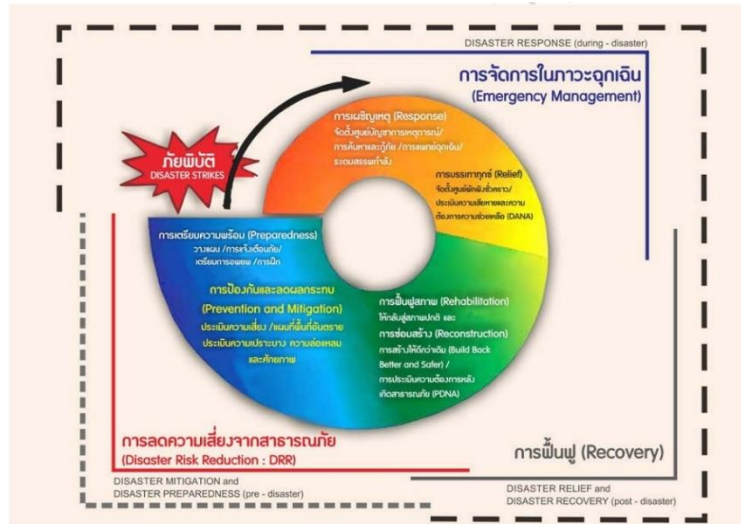 DISASTER RESPONSE (during - disaster)
การจัดการในภาวะฉุกเฉิน
(Emergency Management)
การเผชิญเหตุ (Response)
จัดตั้งศูนย์บัญชาการเหตุการณ์/
การค้นหาและกู้ภัย /การแพทย์ฉุกเฉิน/
ระดมสรรพกำลัง
ภัยพิบัติ
DISASTER STRIKES
การบรรเทาทุกข์ (Relief)
จัดตั้งศูนย์พักพิงชั่วคราว/
ประเมินความเสียหายและความ
ต้องการความช่วยเหลือ (DANA)
การเตรียมความพร้อม (Preparedness)
วางแผน /การแจ้งเตือนภัย/
เตรียมการอพยพ /การฝึก
การป้องกันและลดผลกระทบ
(Prevention and Mitigation)
ประเมินความเสี่ยง /แผนที่พื้นที่อันตราย
ประเมินความเปราะบาง ความล่อแหลม
และศักยภาพ
การฟื้นฟูสภาพ (Rehabilitation)
ให้กลับสู่สภาพปกติ และ
การซ่อมสร้าง (Reconstruction)
การสร้างให้ดีกว่าเดิม (Build Back
Better and Safer) /
การประเมินความต้องการหลัง
เกิดสาธารณภัย (PDNA)
การลดความเสี่ยงจากสาธารณภัย
(Disaster Risk Reduction : DRR)
การฟื้นฟู (Recovery)
DISASTER MITIGATION and
DISASTER PREPAREDNESS (pre - disaster)
DISASTER RELIEF and
DISASTER RECOVERY (post - disaster)